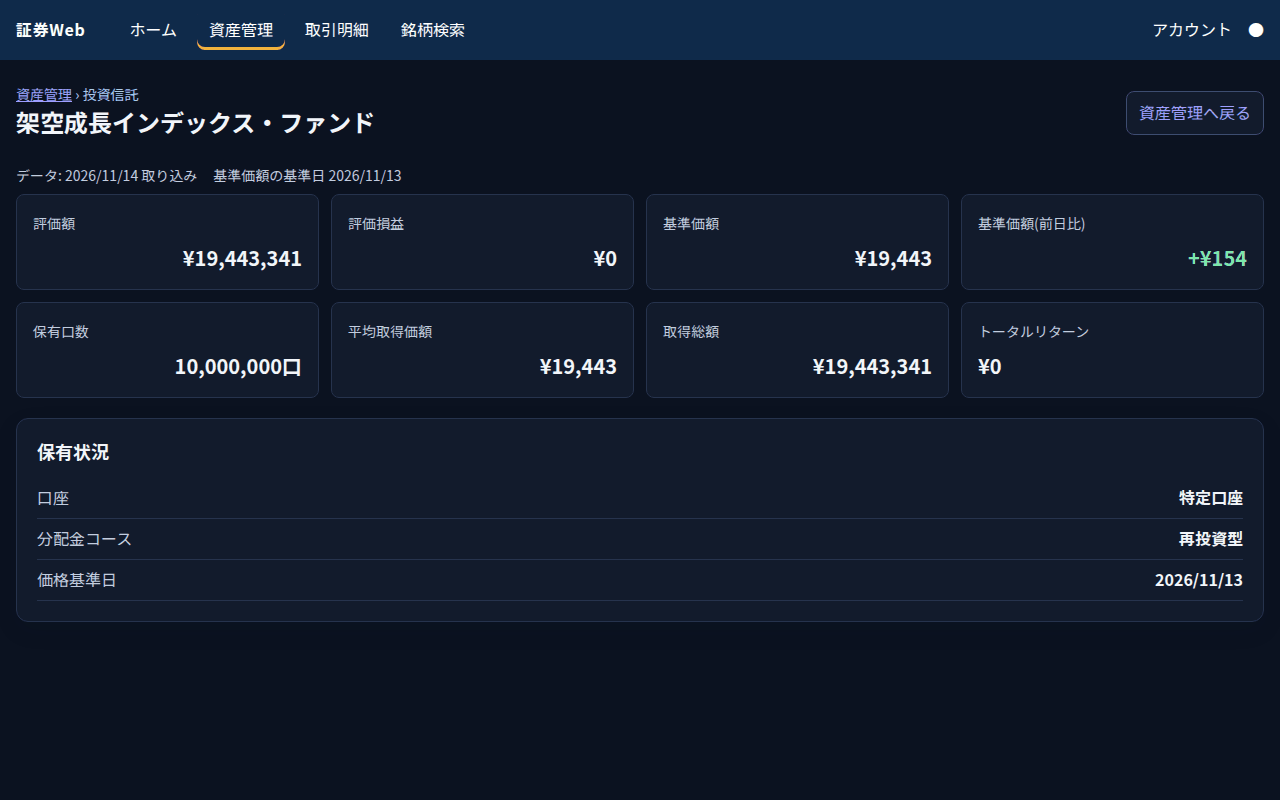 証券Web ホーム 資産管理 取引明細 銘柄検索 アカウント
資産管理 › 投資信託
架空成長インデックス・ファンド
資産管理へ戻る
データ: 2026/11/14 取り込み 基準価額の基準日 2026/11/13
評価額
¥19,443,341
評価損益
¥0
基準価額
¥19,443
基準価額(前日比)
+¥154
保有口数
10,000,000口
平均取得価額
¥19,443
取得総額
¥19,443,341
トータルリターン
¥0
保有状況
口座 特定口座
分配金コース 再投資型
価格基準日 2026/11/13